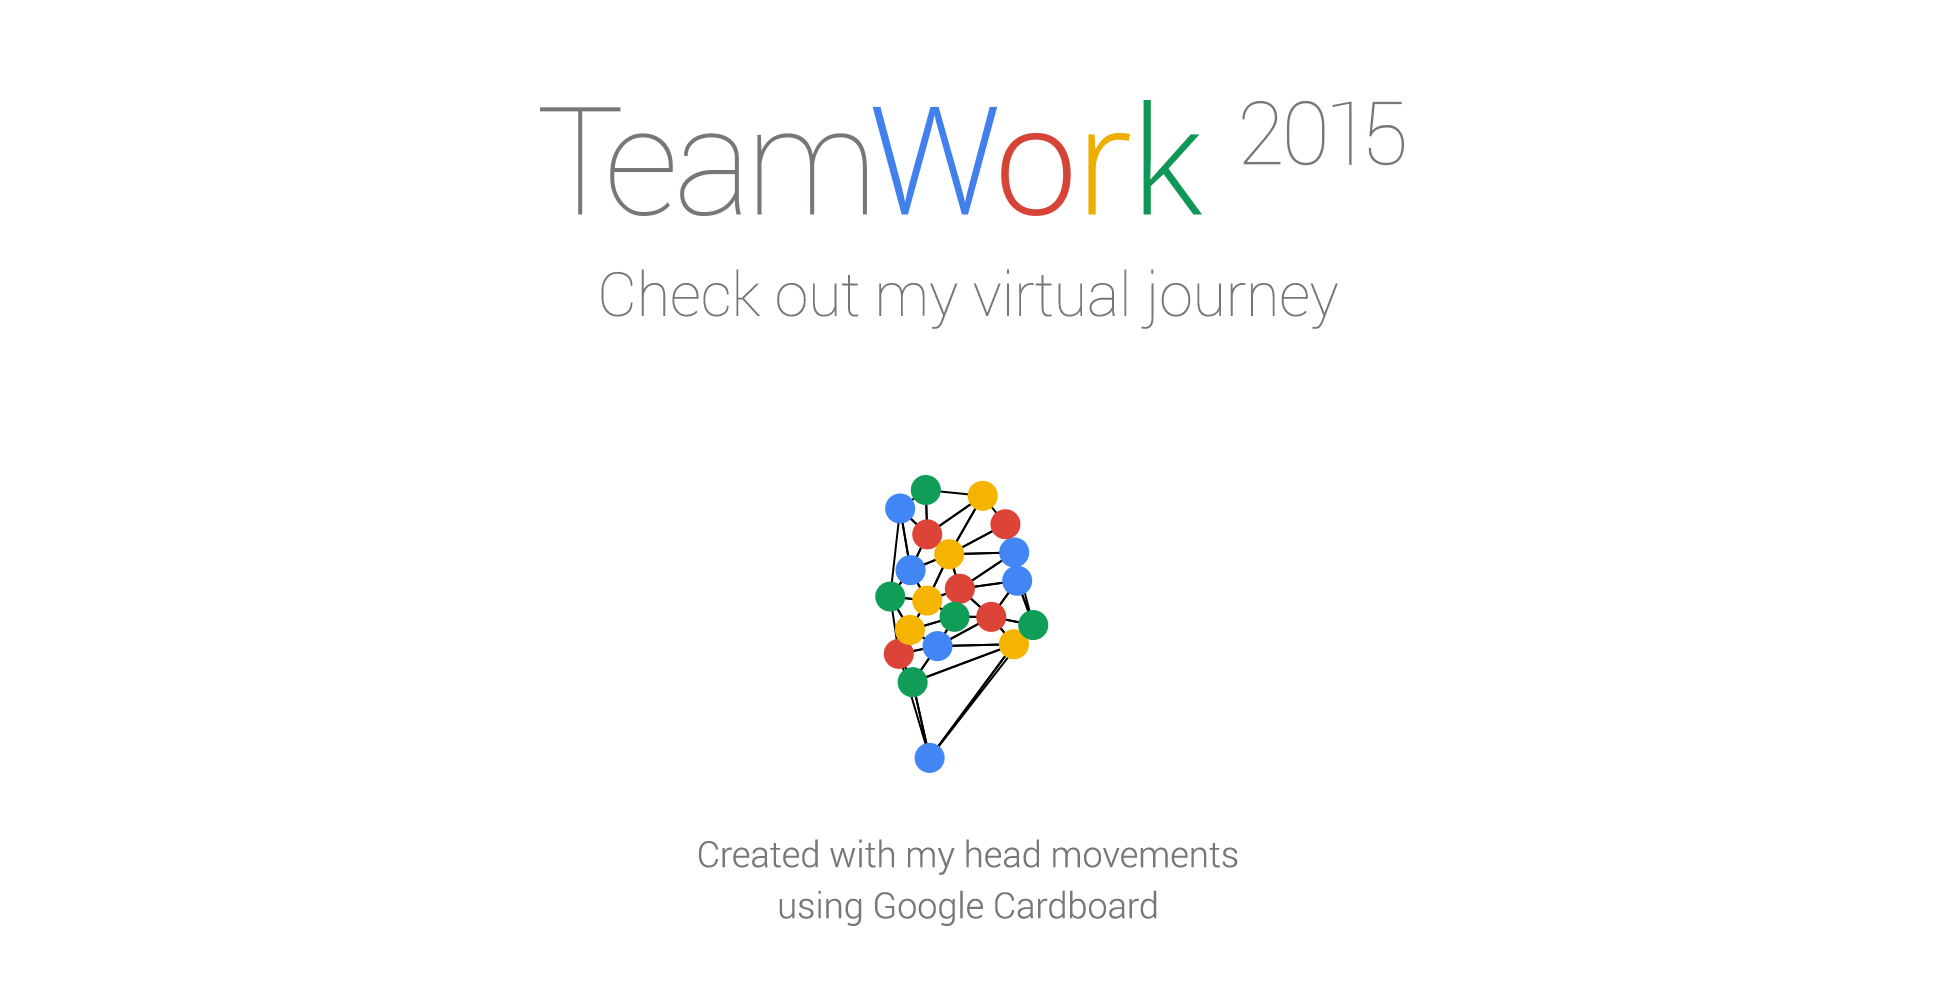 TeamWork 2015
Check out my virtual journey
Created with my head movements
using Google Cardboard